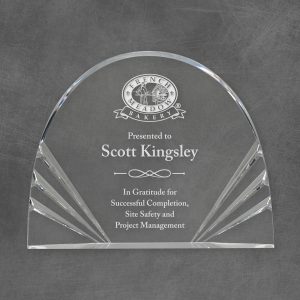 FRENCH
MEADOW
BAKERY
®
Presented to
Scott Kingsley
In Gratitude for
Successful Completion,
Site Safety and
Project Management